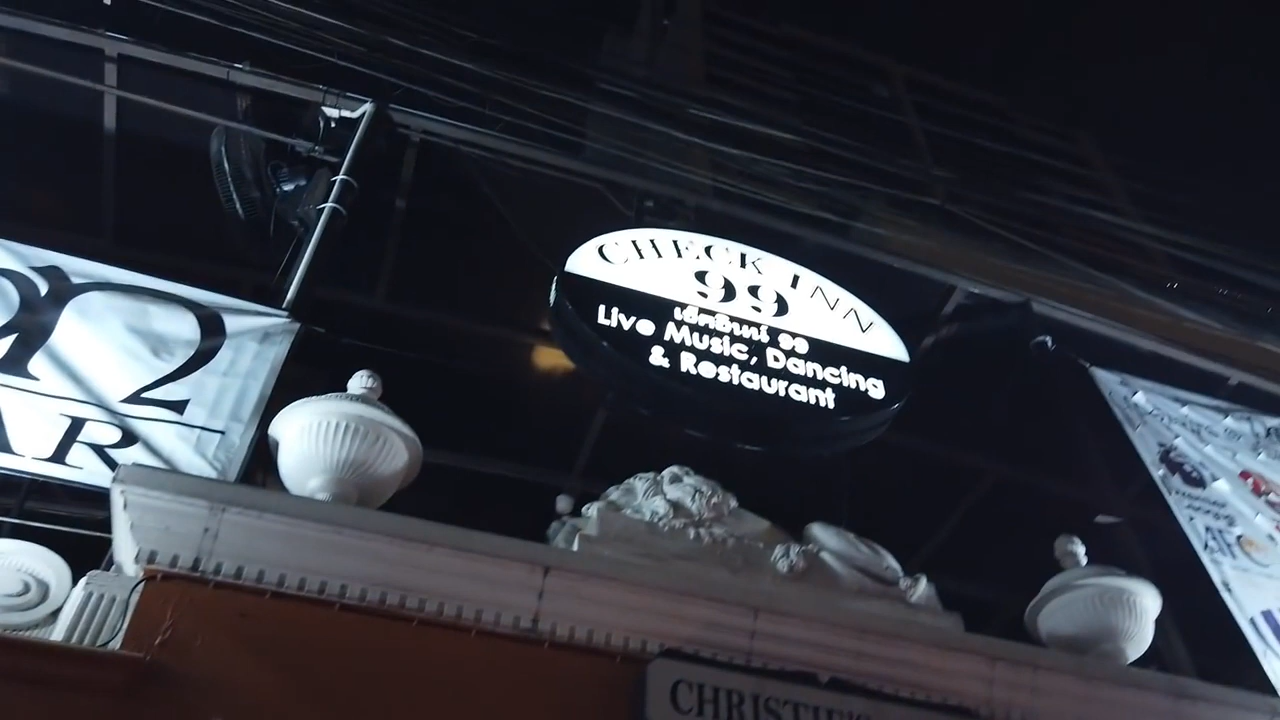 CHECK INN
99
เช็คอินน์ 99
Live Music, Dancing
& Restaurant
AR
CHRISTIE'S